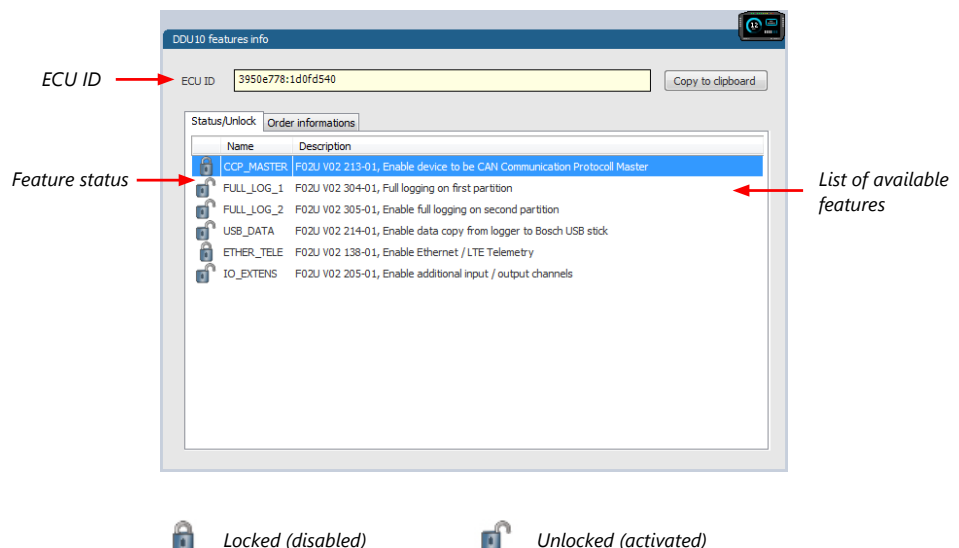 DDU10 features info
12
ECU ID
ECU ID
3950e778:1d0fd540
Copy to clipboard
Status/Unlock
Order informations
Name
Description
CCP_MASTER
F02U V02 213-01, Enable device to be CAN Communication Protocoll Master
Feature status
FULL_LOG_1
F02U V02 304-01, Full logging on first partition
List of available
features
FULL_LOG_2
F02U V02 305-01, Enable full logging on second partition
USB_DATA
F02U V02 214-01, Enable data copy from logger to Bosch USB stick
ETHER_TELE
F02U V02 138-01, Enable Ethernet / LTE Telemetry
IO_EXTENS
F02U V02 205-01, Enable additional input / output channels
Locked (disabled)
Unlocked (activated)